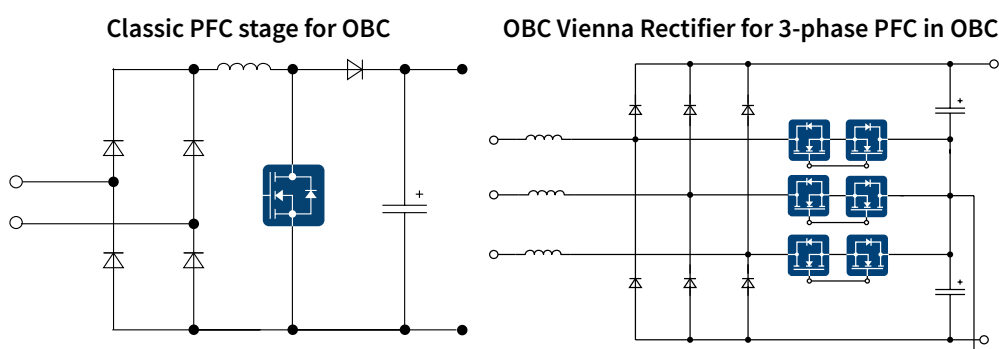 Classic PFC stage for OBC
OBC Vienna Rectifier for 3-phase PFC in OBC
+
+
+